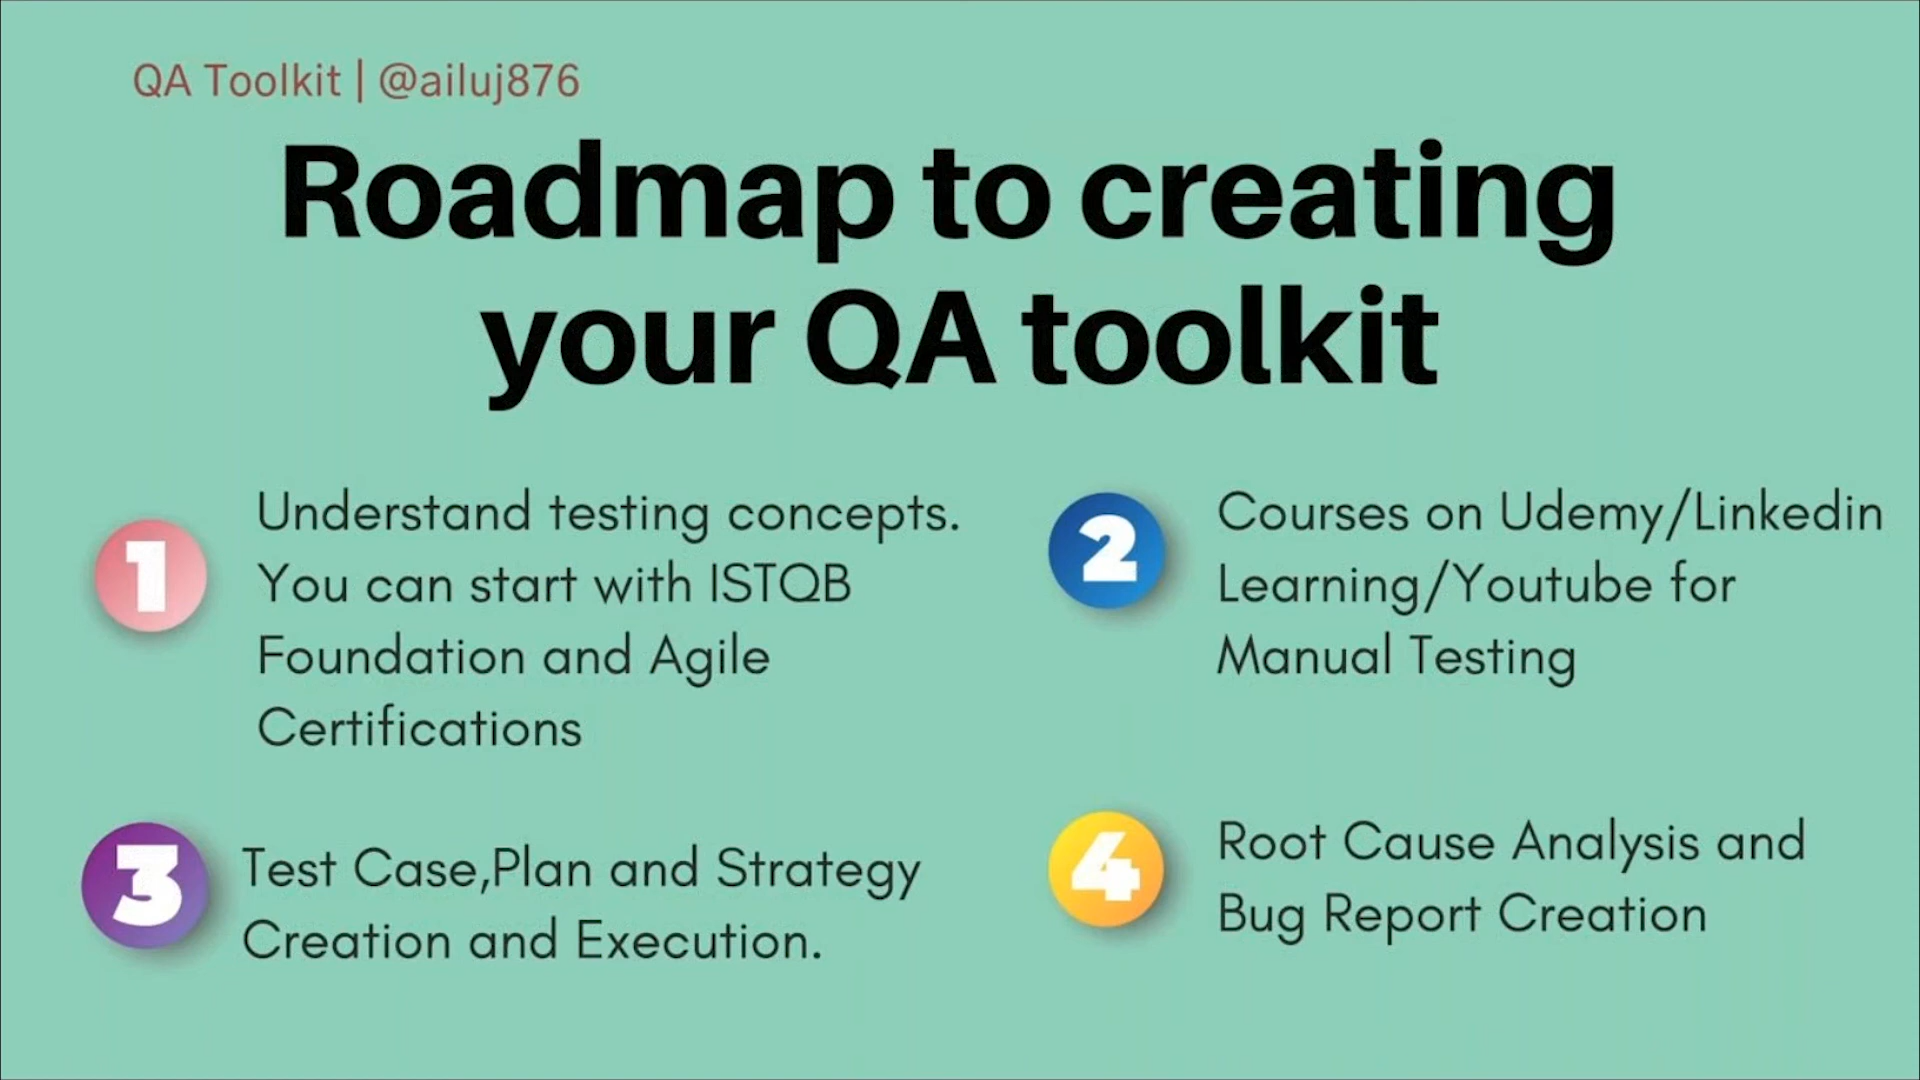 QA Toolkit | @ailuj876
Roadmap to creating
your QA toolkit
1
Understand testing concepts.
You can start with ISTQB
Foundation and Agile
Certifications
2
Courses on Udemy/Linkedin
Learning/Youtube for
Manual Testing
3
Test Case,Plan and Strategy
Creation and Execution.
4
Root Cause Analysis and
Bug Report Creation